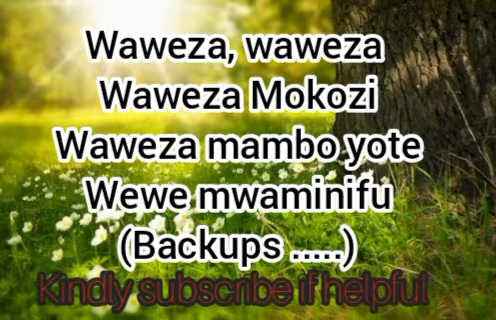 Waweza, waweza
Waweza Mokozi
Waweza mambo yote
Wewe mwaminifu
(Backups .....)
Kindly subscribe if helpful